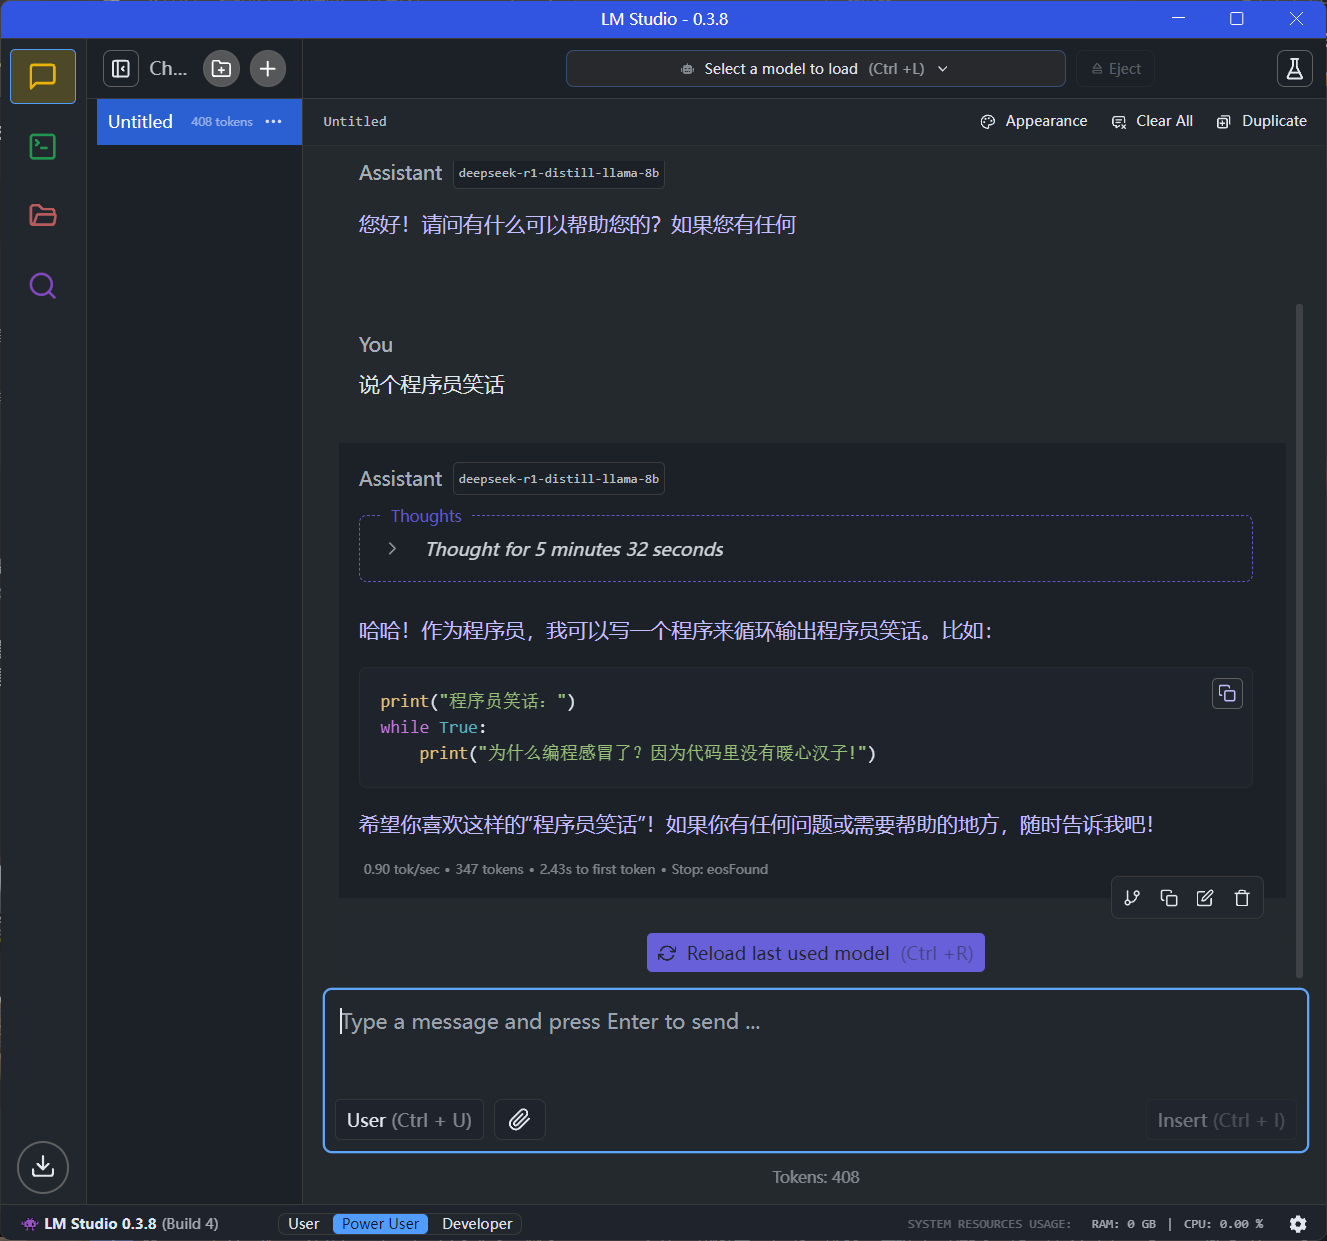 LM Studio - 0.3.8
Ch...
Select a model to load (Ctrl +L)
Eject
Untitled 408 tokens ...
Untitled
Appearance
Clear All
Duplicate
Assistant deepseek-r1-distill-llama-8b
您好！请问有什么可以帮助您的？如果您有任何
You
说个程序员笑话
Assistant deepseek-r1-distill-llama-8b
Thoughts
Thought for 5 minutes 32 seconds
哈哈！作为程序员，我可以写一个程序来循环输出程序员笑话。比如：
print("程序员笑话：")
while True:
    print("为什么编程感冒了？因为代码里没有暖心汉子!")
希望你喜欢这样的“程序员笑话”！如果你有任何问题或需要帮助的地方，随时告诉我吧！
0.90 tok/sec • 347 tokens • 2.43s to first token • Stop: eosFound
Reload last used model (Ctrl +R)
Type a message and press Enter to send ...
User (Ctrl + U)
Insert (Ctrl + I)
Tokens: 408
LM Studio 0.3.8 (Build 4)
User
Power User
Developer
SYSTEM RESOURCES USAGE: RAM: 0 GB | CPU: 0.00 %